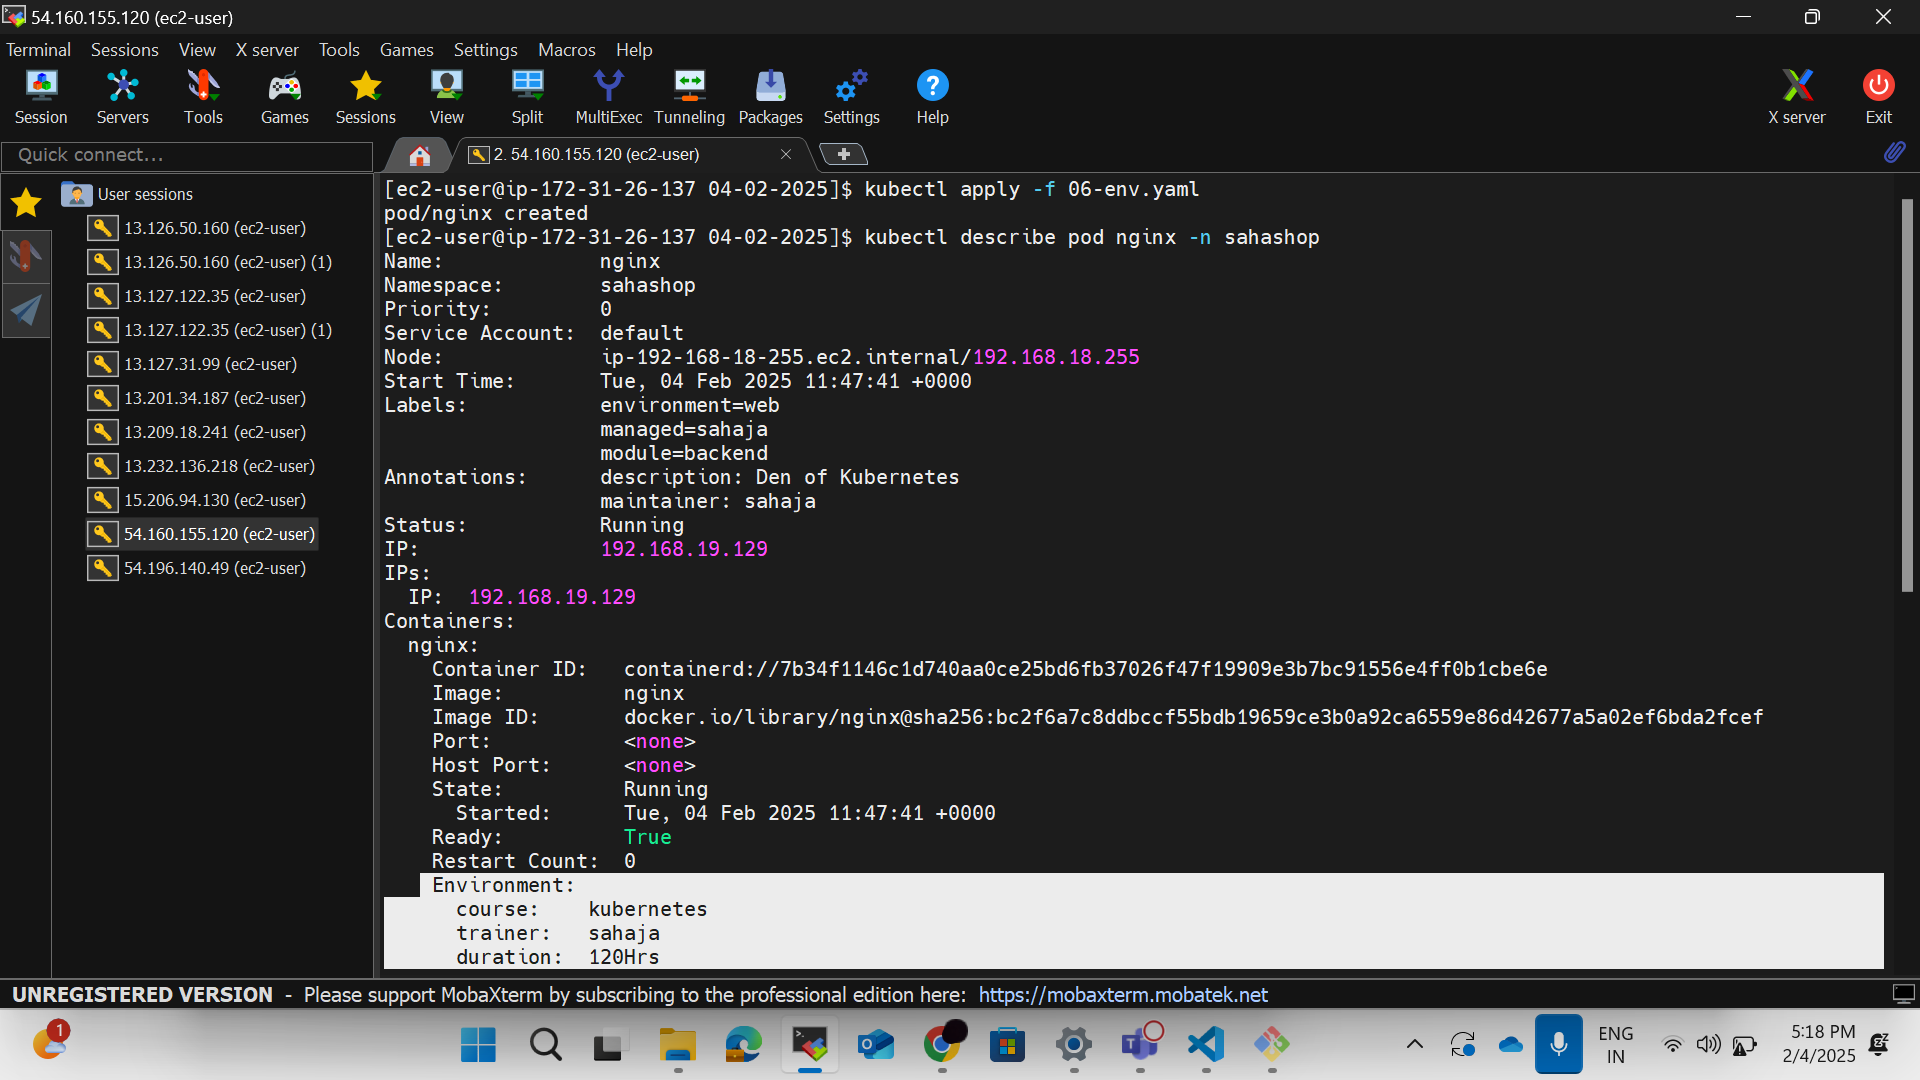 54.160.155.120 (ec2-user)
Terminal Sessions View X server Tools Games Settings Macros Help
Session Servers Tools Games Sessions View Split MultiExec Tunneling Packages Settings Help X server Exit
Quick connect...
2. 54.160.155.120 (ec2-user)
User sessions
13.126.50.160 (ec2-user)
13.126.50.160 (ec2-user) (1)
13.127.122.35 (ec2-user)
13.127.122.35 (ec2-user) (1)
13.127.31.99 (ec2-user)
13.201.34.187 (ec2-user)
13.209.18.241 (ec2-user)
13.232.136.218 (ec2-user)
15.206.94.130 (ec2-user)
54.160.155.120 (ec2-user)
54.196.140.49 (ec2-user)
[ec2-user@ip-172-31-26-137 04-02-2025]$ kubectl apply -f 06-env.yaml
pod/nginx created
[ec2-user@ip-172-31-26-137 04-02-2025]$ kubectl describe pod nginx -n sahashop
Name: nginx
Namespace: sahashop
Priority: 0
Service Account: default
Node: ip-192-168-18-255.ec2.internal/192.168.18.255
Start Time: Tue, 04 Feb 2025 11:47:41 +0000
Labels: environment=web
managed=sahaja
module=backend
Annotations: description: Den of Kubernetes
maintainer: sahaja
Status: Running
IP: 192.168.19.129
IPs:
IP: 192.168.19.129
Containers:
nginx:
Container ID: containerd://7b34f1146c1d740aa0ce25bd6fb37026f47f19909e3b7bc91556e4ff0b1cbe6e
Image: nginx
Image ID: docker.io/library/nginx@sha256:bc2f6a7c8ddbccf55bdb19659ce3b0a92ca6559e86d42677a5a02ef6bda2fcef
Port: <none>
Host Port: <none>
State: Running
Started: Tue, 04 Feb 2025 11:47:41 +0000
Ready: True
Restart Count: 0
Environment:
course: kubernetes
trainer: sahaja
duration: 120Hrs
UNREGISTERED VERSION - Please support MobaXterm by subscribing to the professional edition here: https://mobaxterm.mobatek.net
1
ENG
IN
5:18 PM
2/4/2025